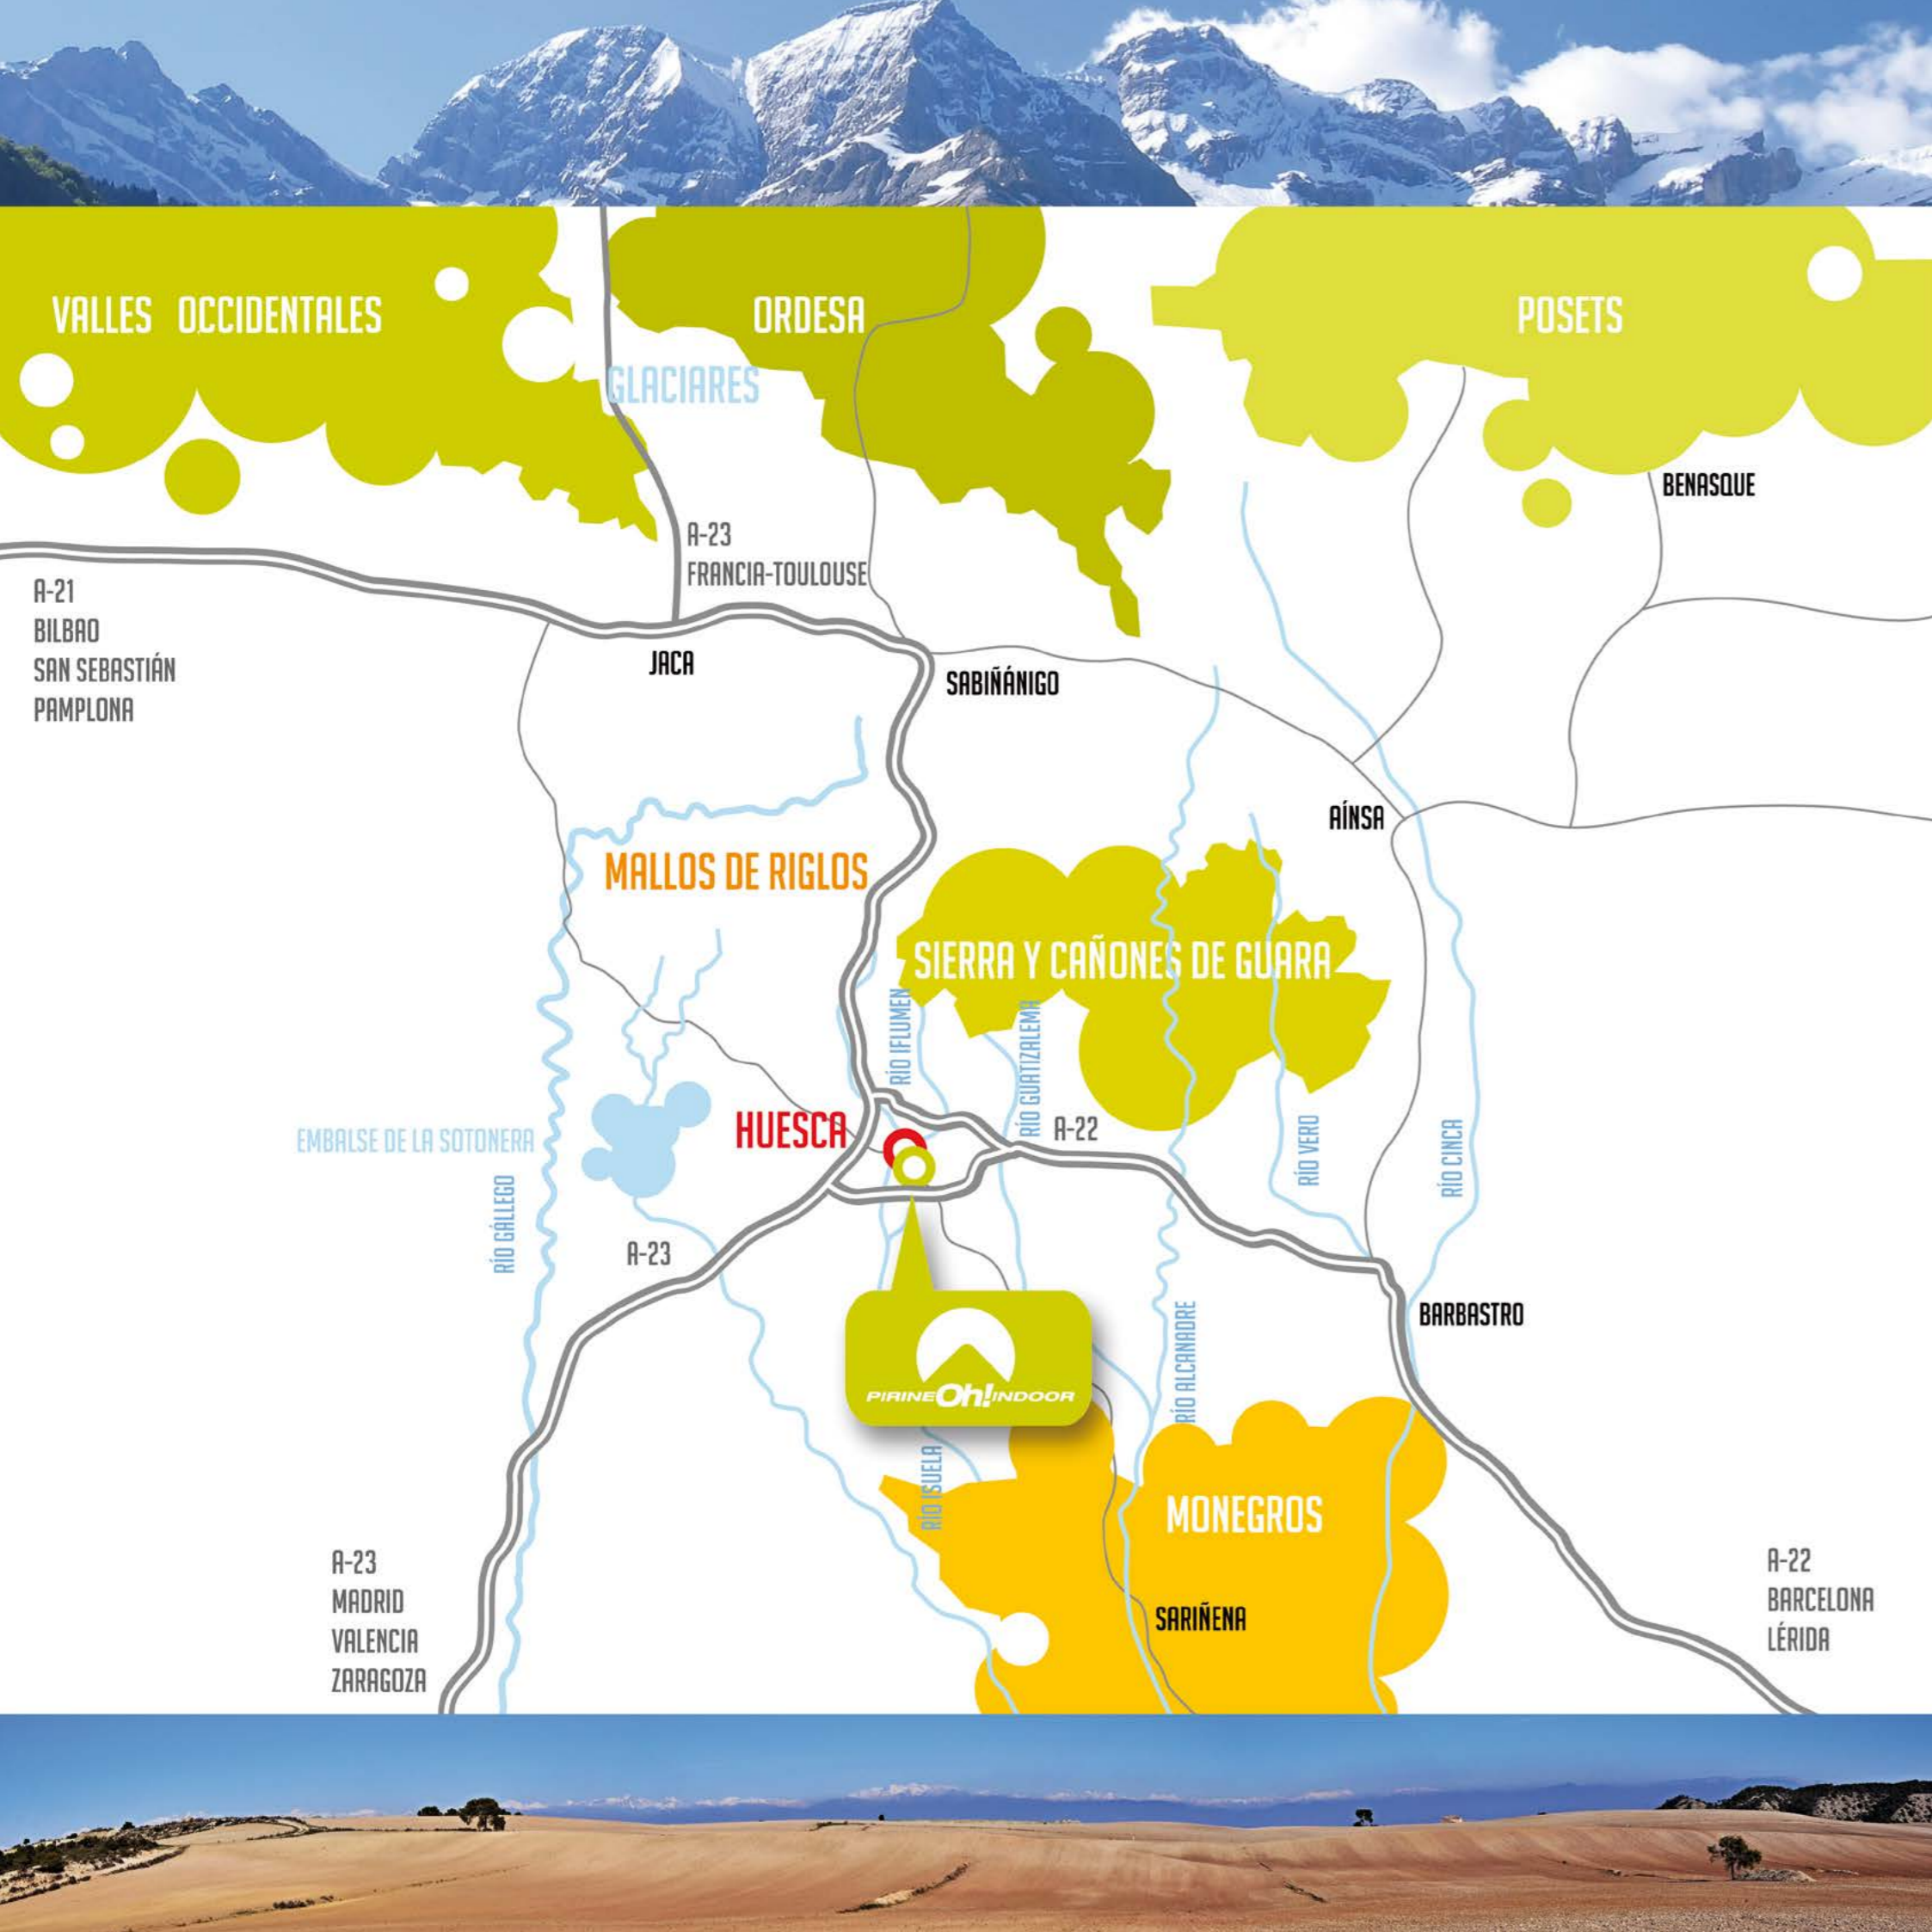 VALLES OCCIDENTALES
ORDESA
POSETS
GLACIARES
BENASQUE
A-23
FRANCIA-TOULOUSE
A-21
BILBAO
SAN SEBASTIÁN
PAMPLONA
JACA
SABIÑÁNIGO
AÍNSA
MALLOS DE RIGLOS
SIERRA Y CAÑONES DE GUARA
RÍO IFLUMEN
RÍO GUATIZALEMA
HUESCA
A-22
EMBALSE DE LA SOTONERA
RÍO VERO
RÍO CINCA
RÍO GÁLLEGO
A-23
BARBASTRO
RÍO ALCANADRE
PIRINEOh!INDOOR
RÍO ISUELA
MONEGROS
SARIÑENA
A-23
MADRID
VALENCIA
ZARAGOZA
A-22
BARCELONA
LÉRIDA